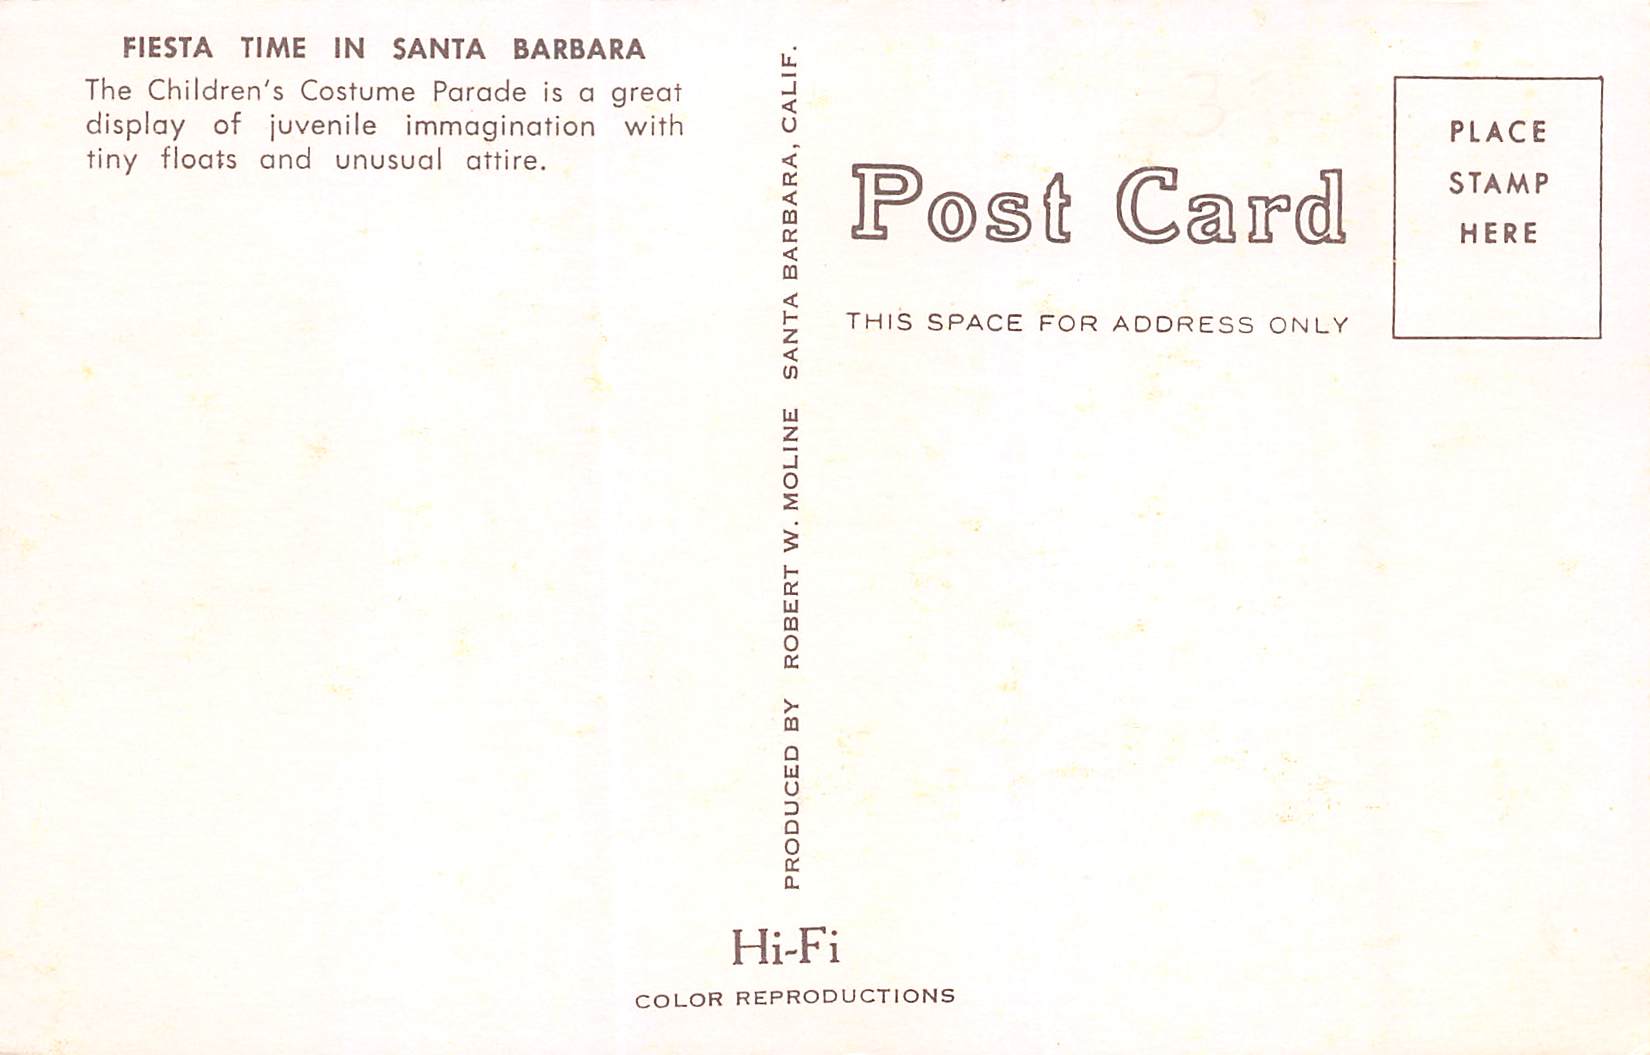 FIESTA TIME IN SANTA BARBARA
The Children's Costume Parade is a great
display of juvenile immagination with
tiny floats and unusual attire.
PRODUCED BY ROBERT W. MOLINE SANTA BARBARA, CALIF.
Post Card
THIS SPACE FOR ADDRESS ONLY
PLACE
STAMP
HERE
Hi-Fi
COLOR REPRODUCTIONS